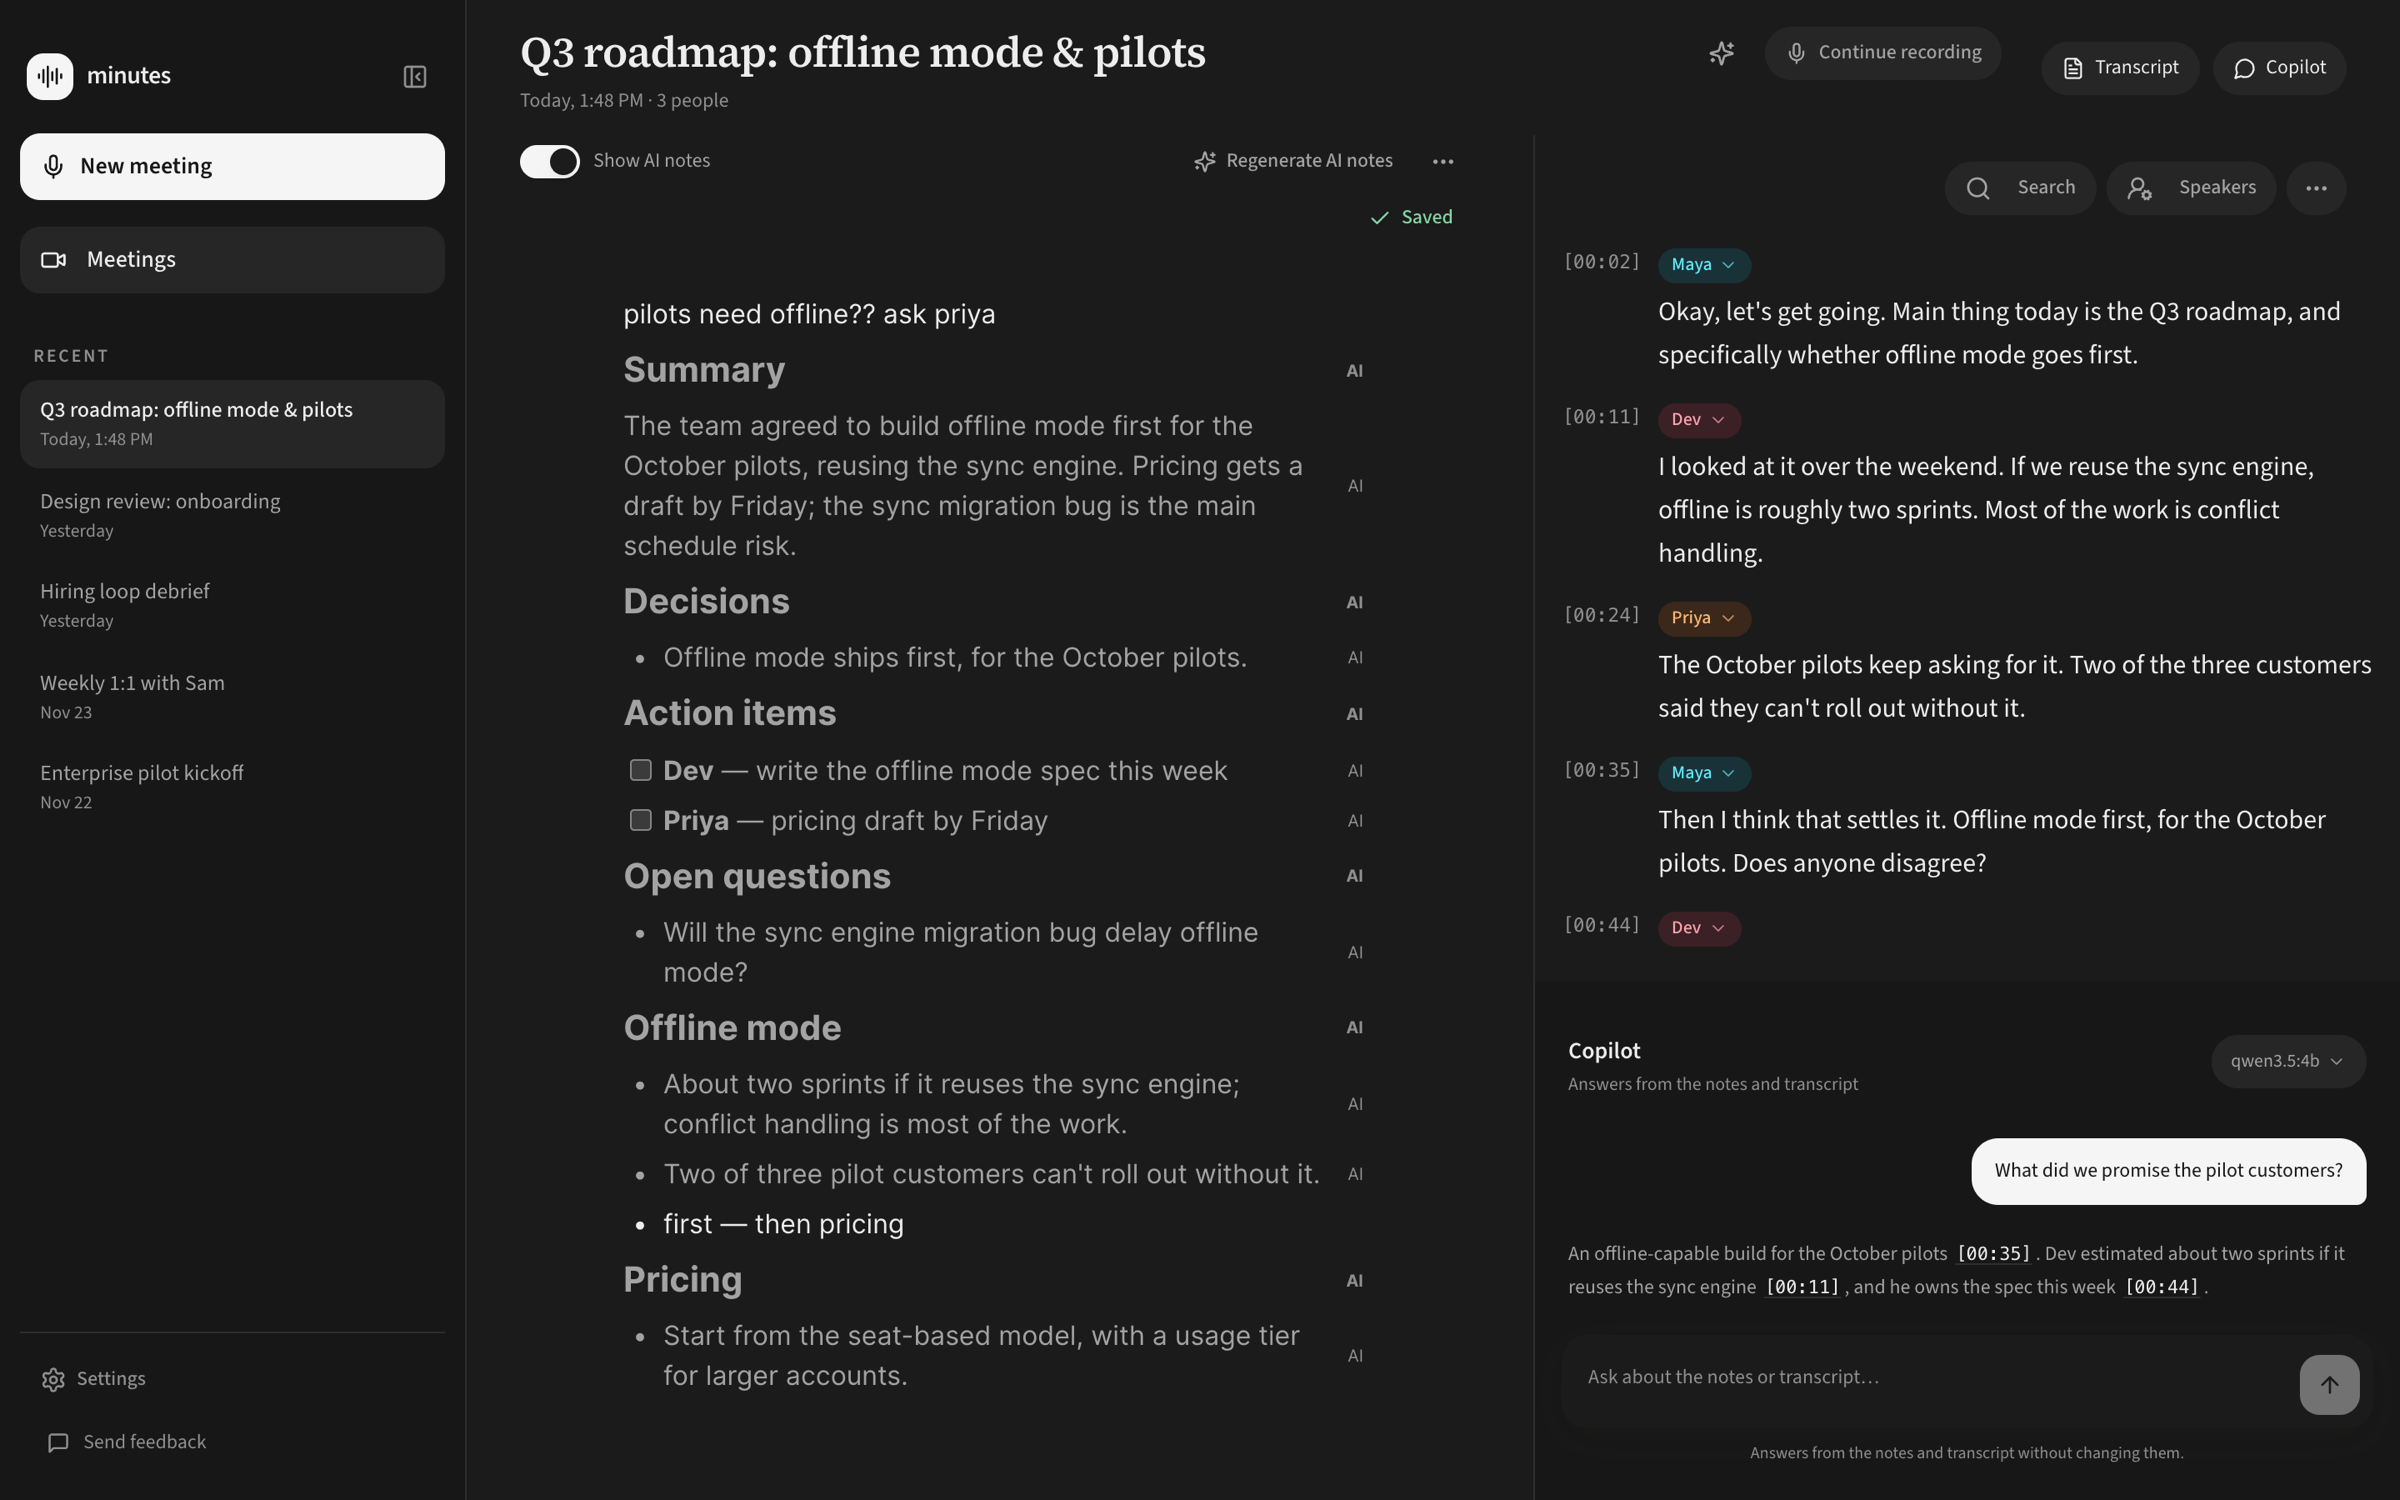 minutes
New meeting
Meetings
RECENT
Q3 roadmap: offline mode & pilots
Today, 1:48 PM
Design review: onboarding
Yesterday
Hiring loop debrief
Yesterday
Weekly 1:1 with Sam
Nov 23
Enterprise pilot kickoff
Nov 22
Settings
Send feedback
Q3 roadmap: offline mode & pilots
Today, 1:48 PM · 3 people
Continue recording
Transcript
Copilot
Show AI notes
Regenerate AI notes
Saved
pilots need offline?? ask priya
Summary AI
The team agreed to build offline mode first for the
October pilots, reusing the sync engine. Pricing gets a
draft by Friday; the sync migration bug is the main
schedule risk.
AI
Decisions AI
• Offline mode ships first, for the October pilots. AI
Action items AI
Dev — write the offline mode spec this week AI
Priya — pricing draft by Friday AI
Open questions AI
• Will the sync engine migration bug delay offline
mode?
AI
Offline mode AI
• About two sprints if it reuses the sync engine;
conflict handling is most of the work.
AI
• Two of three pilot customers can't roll out without it. AI
• first — then pricing
Pricing AI
• Start from the seat-based model, with a usage tier
for larger accounts.
AI
Search
Speakers
[00:02] Maya
Okay, let's get going. Main thing today is the Q3 roadmap, and
specifically whether offline mode goes first.
[00:11] Dev
I looked at it over the weekend. If we reuse the sync engine,
offline is roughly two sprints. Most of the work is conflict
handling.
[00:24] Priya
The October pilots keep asking for it. Two of the three customers
said they can't roll out without it.
[00:35] Maya
Then I think that settles it. Offline mode first, for the October
pilots. Does anyone disagree?
[00:44] Dev
Copilot
Answers from the notes and transcript
qwen3.5:4b
What did we promise the pilot customers?
An offline-capable build for the October pilots [00:35] . Dev estimated about two sprints if it
reuses the sync engine [00:11] , and he owns the spec this week [00:44] .
Ask about the notes or transcript…
Answers from the notes and transcript without changing them.